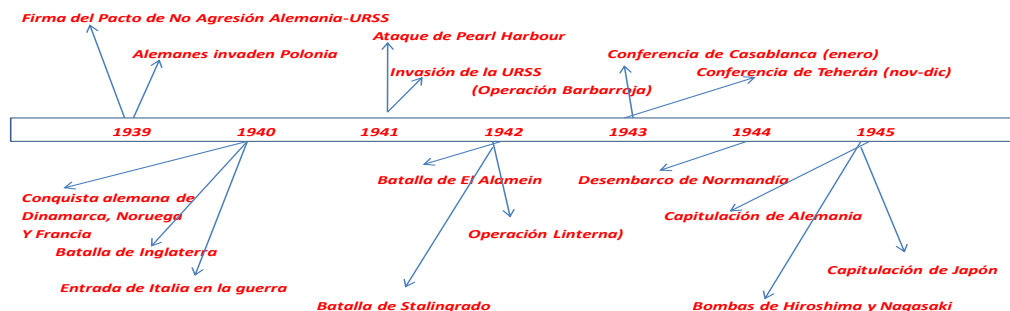 Firma del Pacto de No Agresión Alemania-URSS
Alemanes invaden Polonia
Ataque de Pearl Harbour
Invasión de la URSS
(Operación Barbarroja)
Conferencia de Casablanca (enero)
Conferencia de Teherán (nov-dic)
1939 1940 1941 1942 1943 1944 1945
Conquista alemana de
Dinamarca, Noruega
Y Francia
Batalla de Inglaterra
Entrada de Italia en la guerra
Batalla de El Alamein
Operación Linterna)
Batalla de Stalingrado
Desembarco de Normandía
Capitulación de Alemania
Capitulación de Japón
Bombas de Hiroshima y Nagasaki